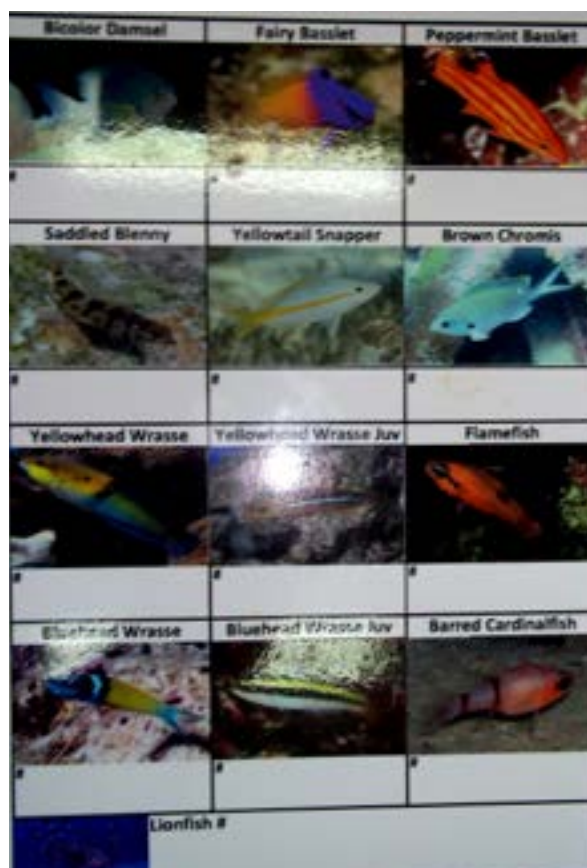 Bicolor Damsel Fairy Basslet Peppermint Basslet
# # #
Saddled Blenny Yellowtail Snapper Brown Chromis
# # #
Yellowhead Wrasse Yellowhead Wrasse Juv Flamefish
# # #
Bluehead Wrasse Bluehead Wrasse Juv Barred Cardinalfish
# # #
Lionfish #